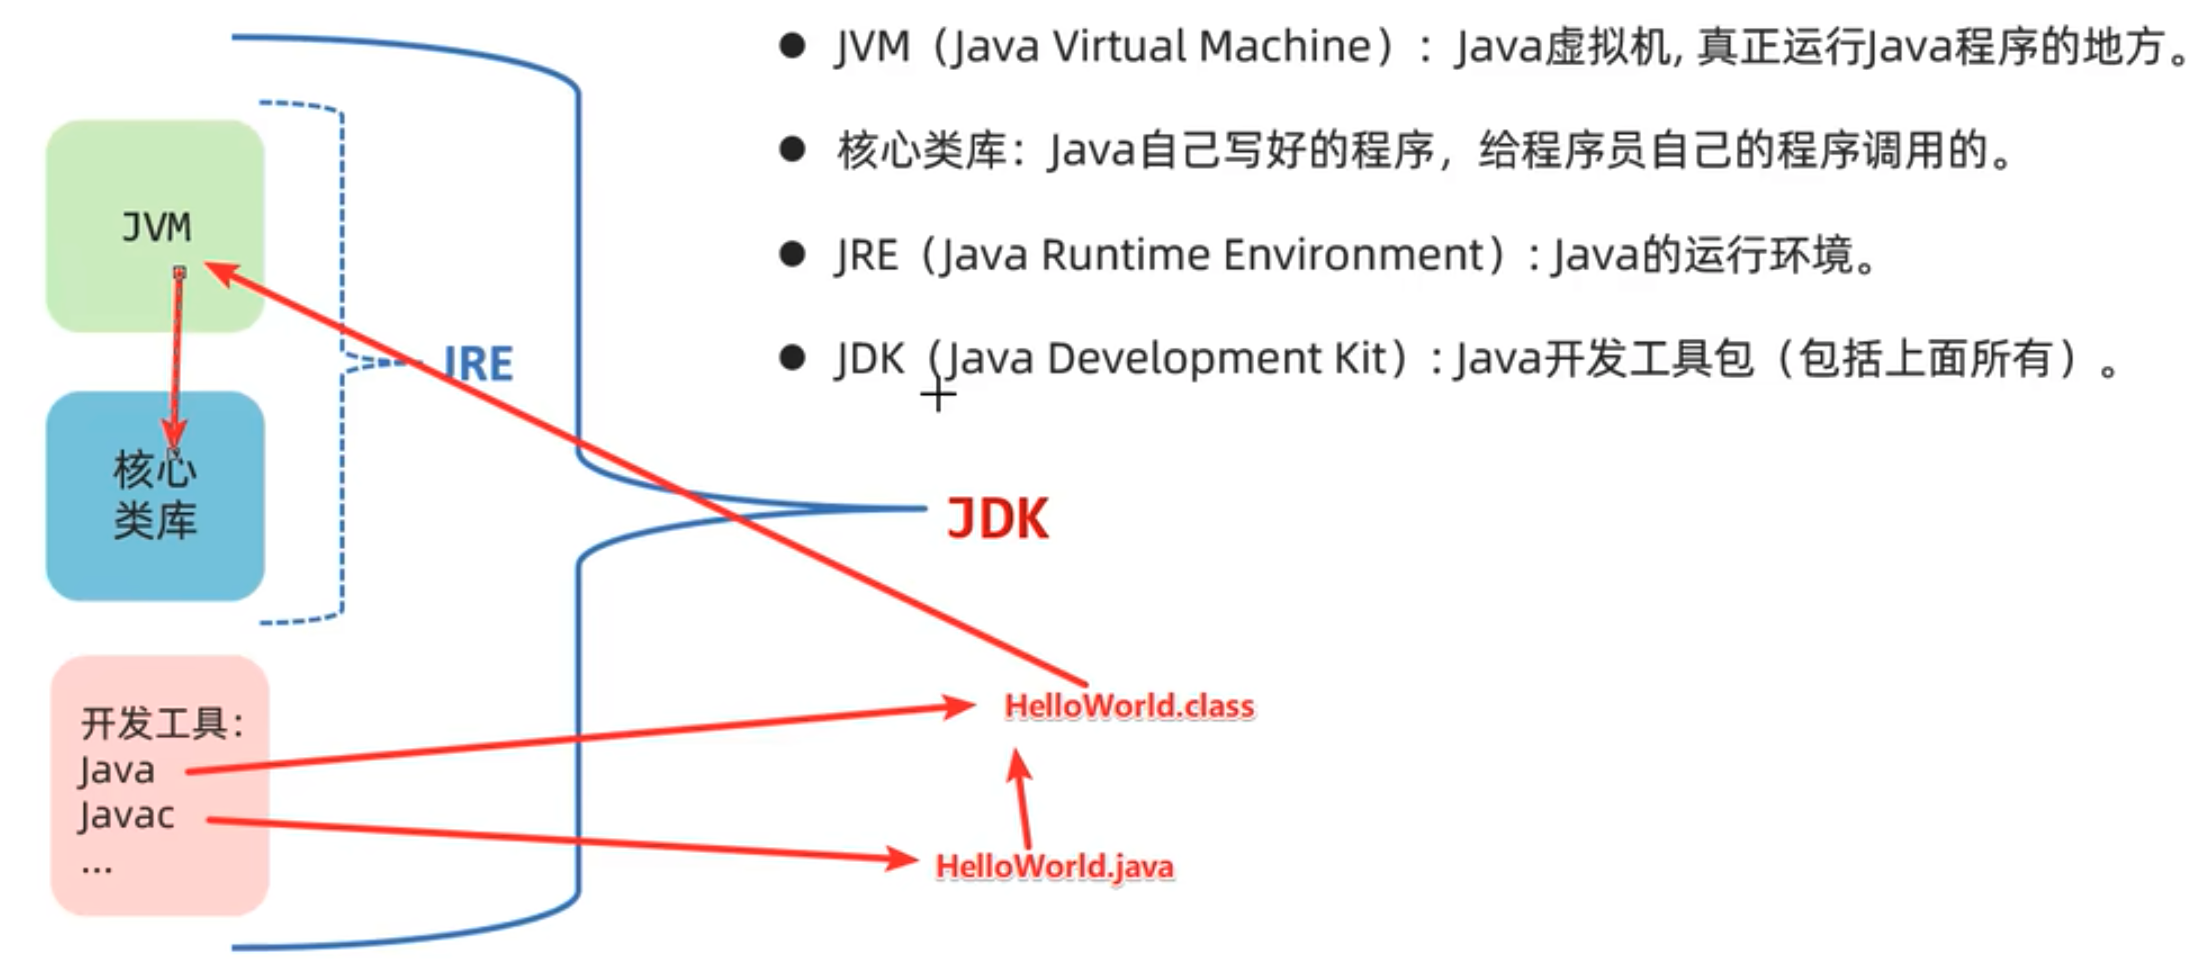 ● JVM（Java Virtual Machine）：Java虚拟机, 真正运行Java程序的地方。
● 核心类库：Java自己写好的程序，给程序员自己的程序调用的。
● JRE（Java Runtime Environment）: Java的运行环境。
● JDK（Java Development Kit）: Java开发工具包（包括上面所有）。
JVM
JRE
核心
类库
JDK
开发工具：
Java
Javac
...
HelloWorld.class
HelloWorld.java